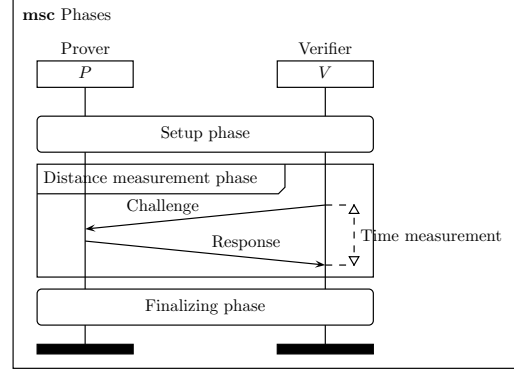 msc Phases
Prover
Verifier
P
V
Setup phase
Distance measurement phase
Challenge
Time measurement
Response
Finalizing phase